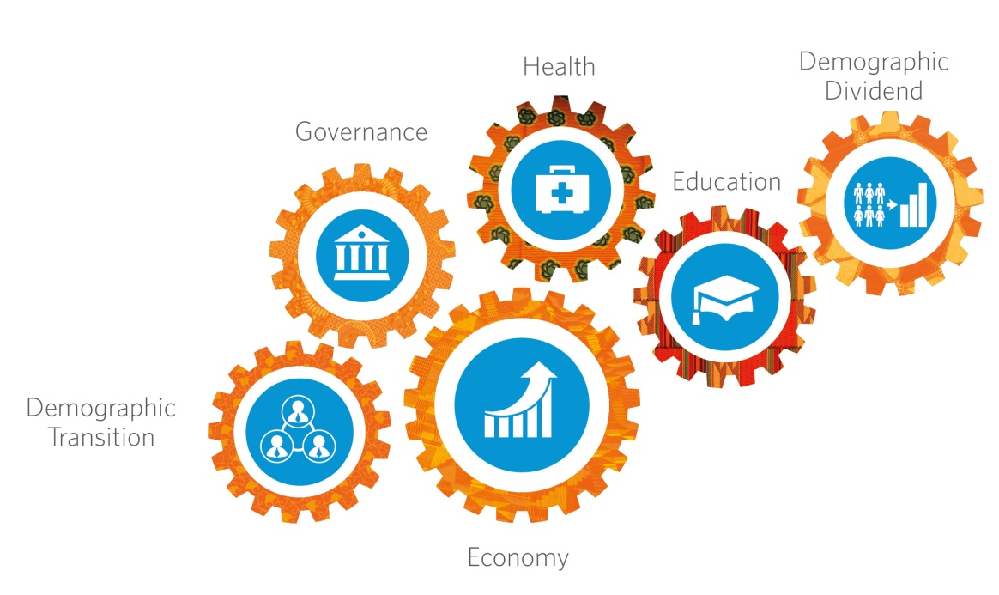 Health
Demographic
Dividend
Governance
Education
Demographic
Transition
Economy